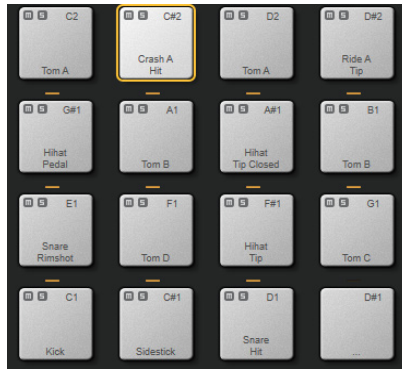 m s C2
Tom A
m s C#2
Crash A
Hit
m s D2
Tom A
m s D#2
Ride A
Tip
m s G#1
Hihat
Pedal
m s A1
Tom B
m s A#1
Hihat
Tip Closed
m s B1
Tom B
m s E1
Snare
Rimshot
m s F1
Tom D
m s F#1
Hihat
Tip
m s G1
Tom C
m s C1
Kick
m s C#1
Sidestick
m s D1
Snare
Hit
D#1
...